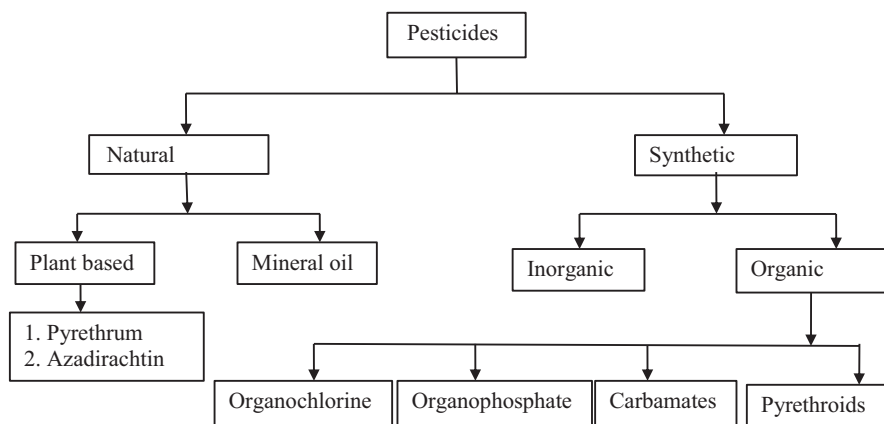 Pesticides
Natural
Synthetic
Plant based
Mineral oil
Inorganic
Organic
1. Pyrethrum
2. Azadirachtin
Organochlorine
Organophosphate
Carbamates
Pyrethroids